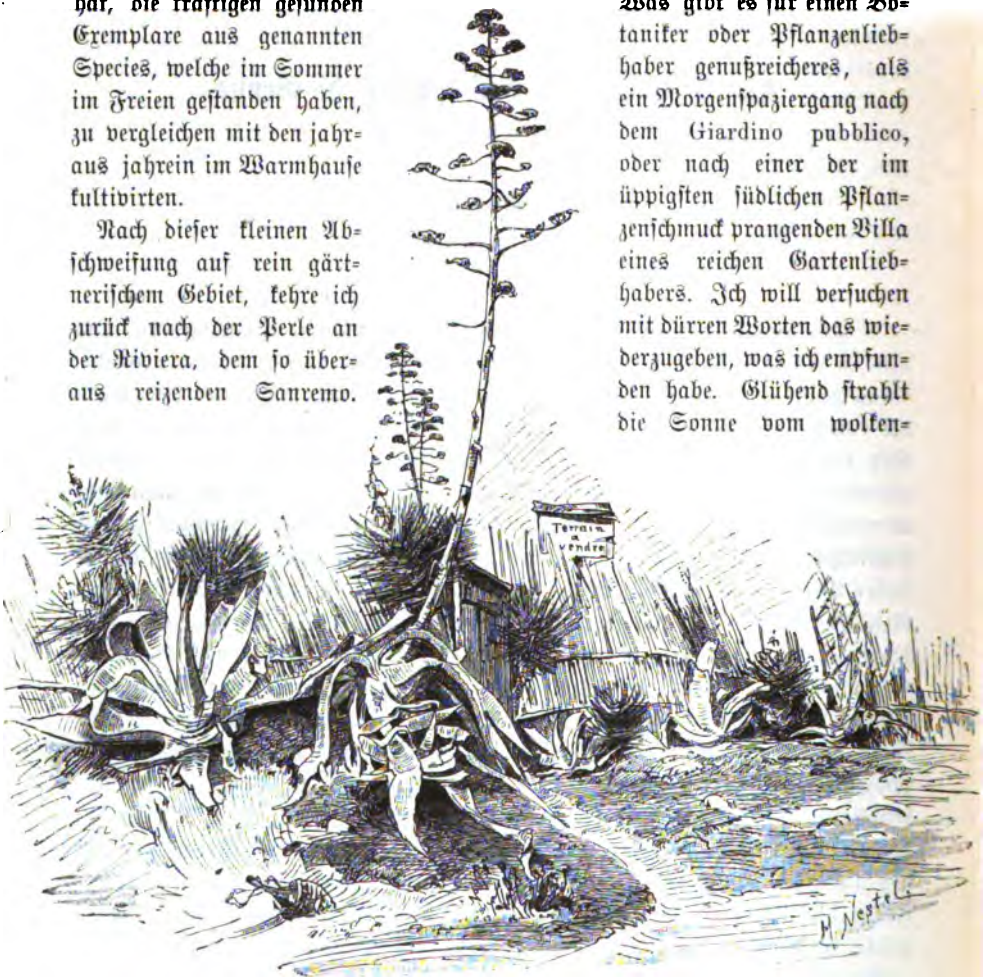 har, die kräftigen gesunden
Exemplare aus genannten
Species, welche im Sommer
im Freien gestanden haben,
zu vergleichen mit den jahr=
aus jahrein im Warmhause
kultivirten.
Nach dieser kleinen Ab=
schweifung auf rein gärt=
nerischem Gebiet, kehre ich
zurück nach der Perle an
der Riviera, dem so über=
aus reizenden Sanremo.
Was gibt es für einen Bo=
taniker oder Pflanzenlieb=
haber genußreicheres, als
ein Morgenspaziergang nach
dem Giardino pubblico,
oder nach einer der im
üppigsten südlichen Pflan=
zenschmuck prangenden Villa
eines reichen Gartenlieb=
habers. Ich will versuchen
mit dürren Worten das wie=
derzugeben, was ich empfun=
den habe. Glühend strahlt
die Sonne vom wolken=
Terrain
a
vendre
M. Nestel